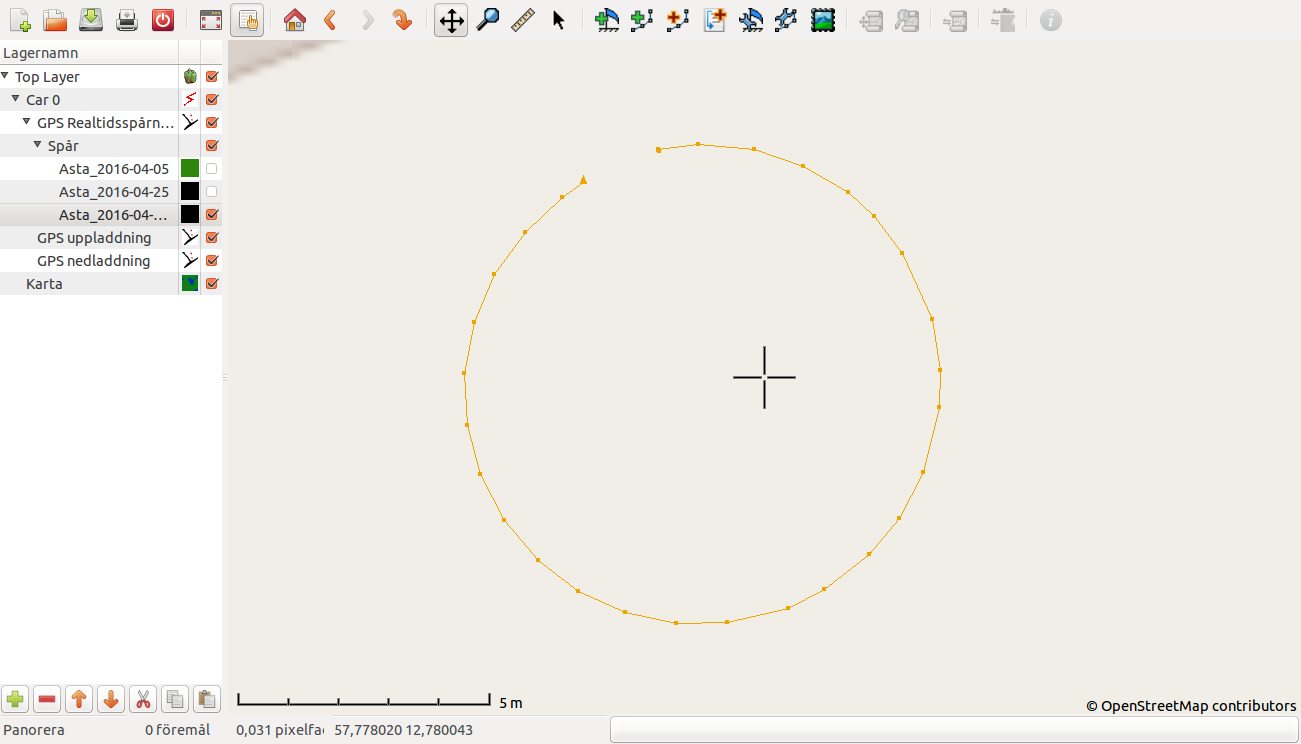 Lagernamn
Top Layer
Car 0
GPS Realtidsspårn...
Spår
Asta_2016-04-05
Asta_2016-04-25
Asta_2016-04-...
GPS uppladdning
GPS nedladdning
Karta
5 m
© OpenStreetMap contributors
Panorera 0 föremål 0,031 pixelfa 57,778020 12,780043